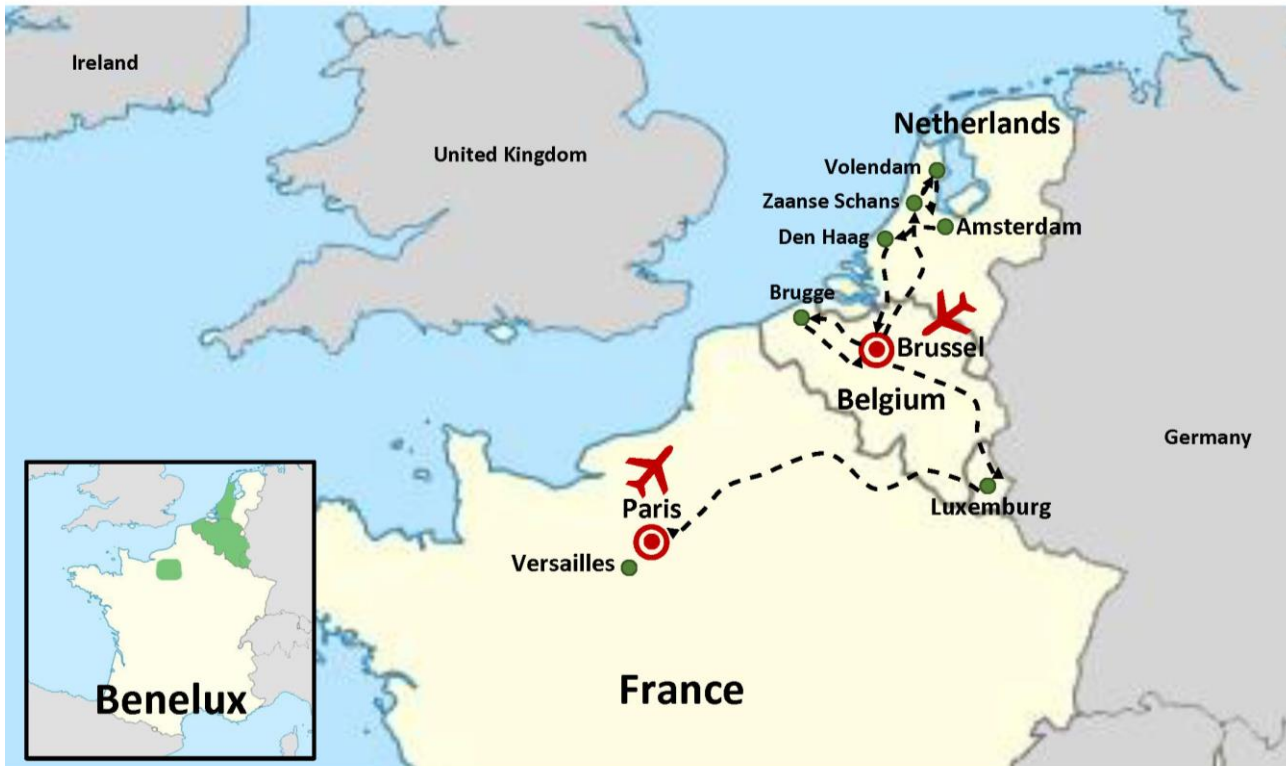 Ireland
United Kingdom
Netherlands
Volendam
Zaanse Schans
Amsterdam
Den Haag
Brugge
Brussel
Belgium
Germany
Luxemburg
Paris
Versailles
France
Benelux